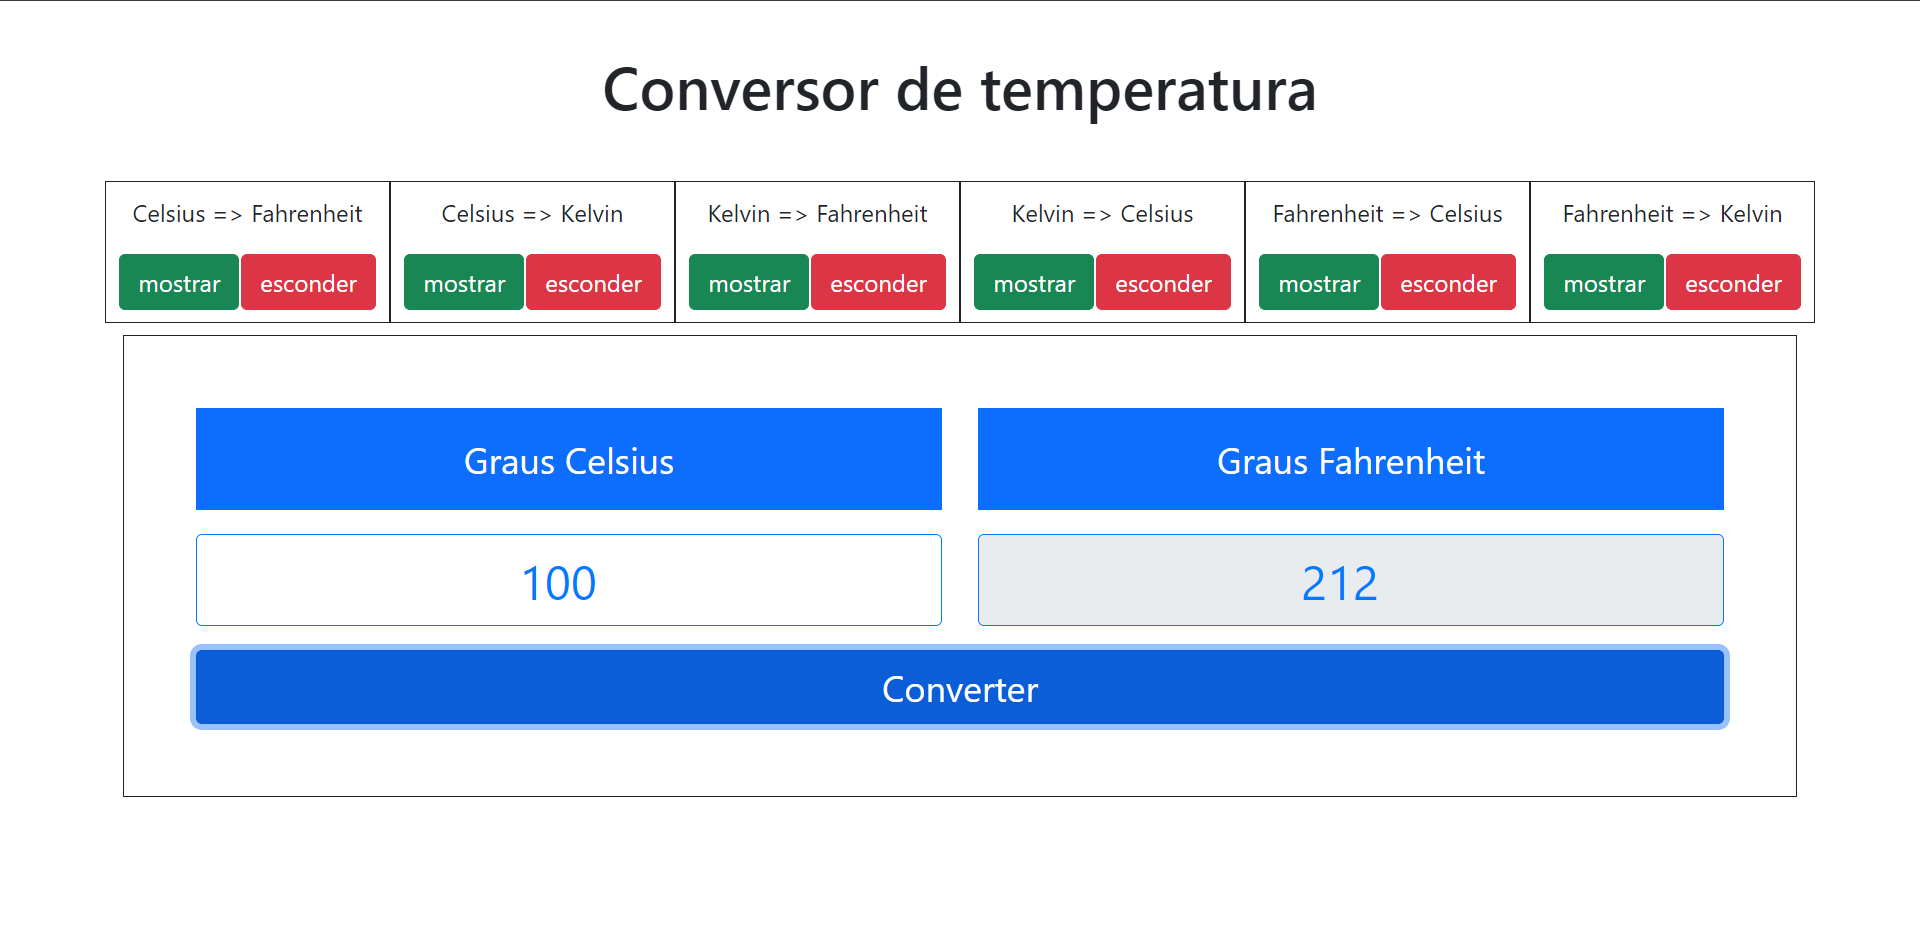 Conversor de temperatura
Celsius => Fahrenheit
mostrar esconder
Celsius => Kelvin
mostrar esconder
Kelvin => Fahrenheit
mostrar esconder
Kelvin => Celsius
mostrar esconder
Fahrenheit => Celsius
mostrar esconder
Fahrenheit => Kelvin
mostrar esconder
Graus Celsius
Graus Fahrenheit
100
212
Converter